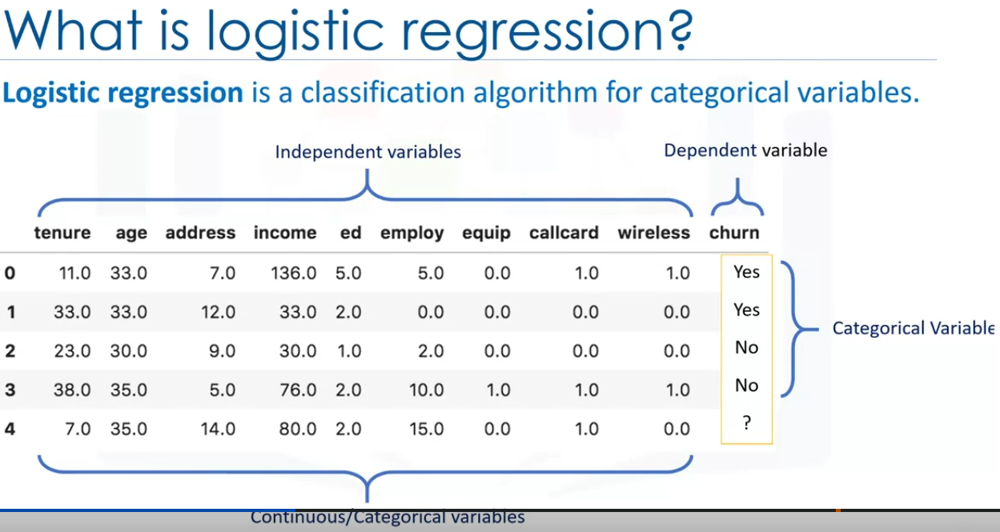 What is logistic regression?
Logistic regression is a classification algorithm for categorical variables.
Independent variables
Dependent variable
tenure age address income ed employ equip callcard wireless churn
0 11.0 33.0 7.0 136.0 5.0 5.0 0.0 1.0 1.0 Yes
1 33.0 33.0 12.0 33.0 2.0 0.0 0.0 0.0 0.0 Yes
Categorical Variable
2 23.0 30.0 9.0 30.0 1.0 2.0 0.0 0.0 0.0 No
3 38.0 35.0 5.0 76.0 2.0 10.0 1.0 1.0 1.0 No
4 7.0 35.0 14.0 80.0 2.0 15.0 0.0 1.0 0.0 ?
Continuous/Categorical variables